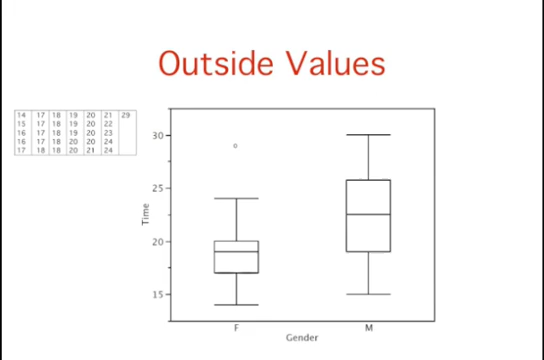 Outside Values
14 17 18 19 20 21 29
15 17 18 19 20 22
16 17 18 19 20 23
16 17 18 20 20 24
17 18 18 20 21 24
30
25
20
15
Time
F M
Gender